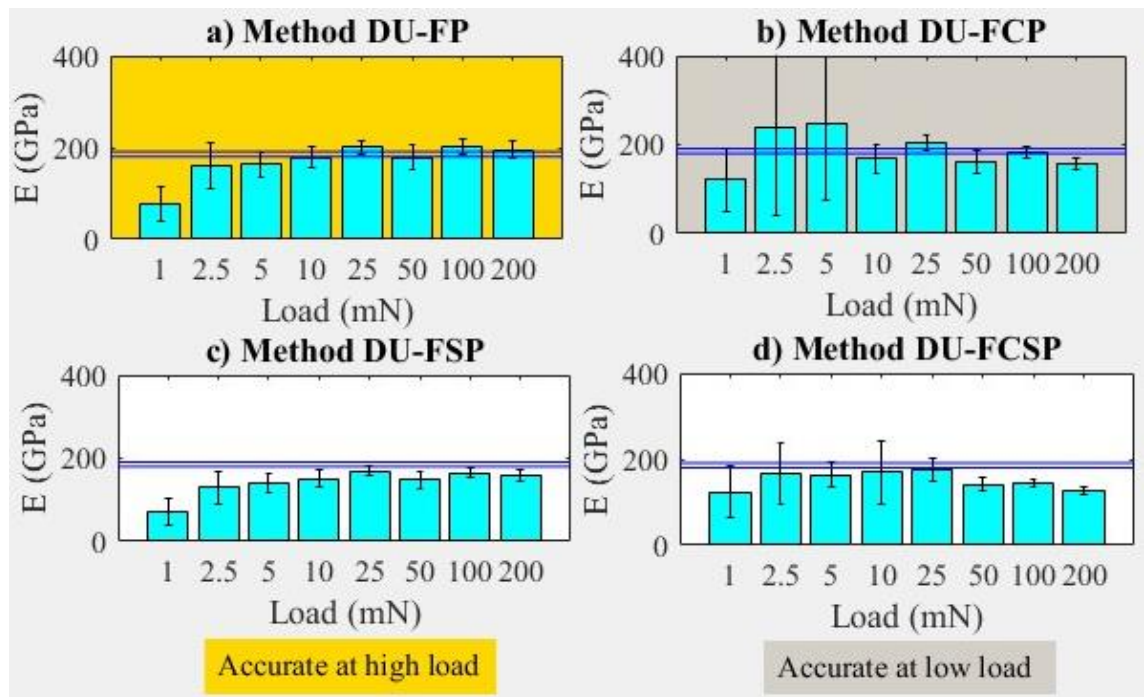 a) Method DU-FP
400
200
0
E (GPa)
1 2.5 5 10 25 50 100 200
Load (mN)
b) Method DU-FCP
400
200
0
E (GPa)
1 2.5 5 10 25 50 100 200
Load (mN)
c) Method DU-FSP
400
200
0
E (GPa)
1 2.5 5 10 25 50 100 200
Load (mN)
d) Method DU-FCSP
400
200
0
E (GPa)
1 2.5 5 10 25 50 100 200
Load (mN)
Accurate at high load
Accurate at low load